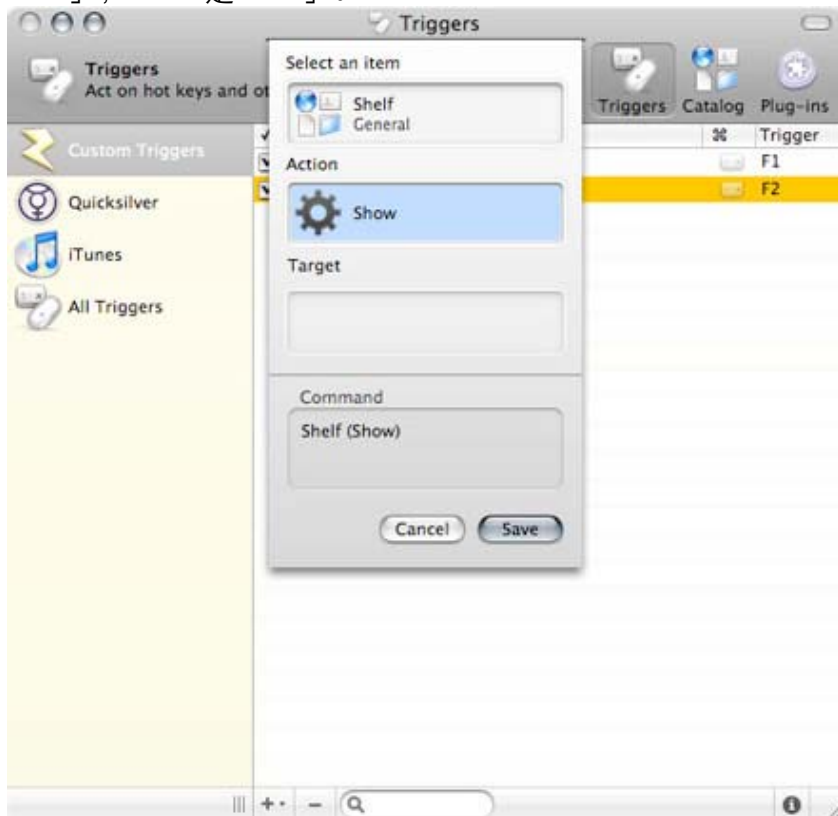 Triggers
Triggers
Act on hot keys and ot
Triggers Catalog Plug-ins
Select an item
Shelf
General
Action
Show
Target
Command
Shelf (Show)
Cancel Save
Custom Triggers
Quicksilver
iTunes
All Triggers
⌘ Trigger
F1
F2